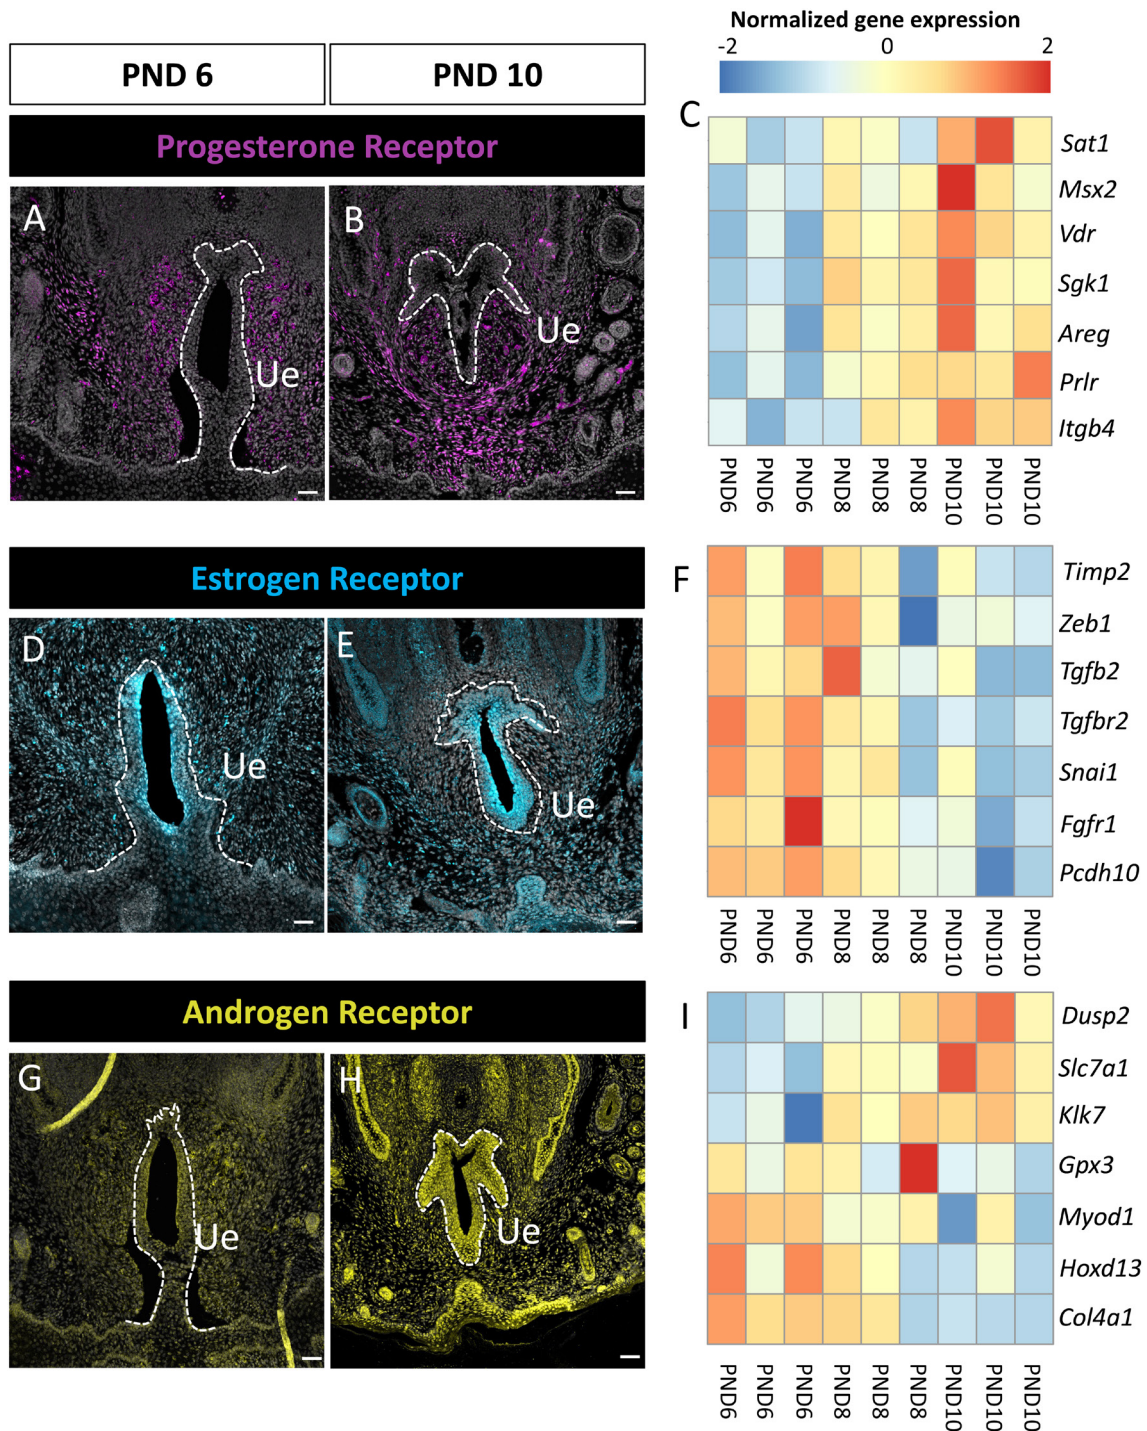 Normalized gene expression
-2 0 2
PND 6 PND 10
Progesterone Receptor
A
Ue
B
Ue
C
Sat1
Msx2
Vdr
Sgk1
Areg
Prlr
Itgb4
PND6 PND6 PND6 PND8 PND8 PND8 PND10 PND10 PND10
Estrogen Receptor
D
Ue
E
Ue
F
Timp2
Zeb1
Tgfb2
Tgfbr2
Snai1
Fgfr1
Pcdh10
PND6 PND6 PND6 PND8 PND8 PND8 PND10 PND10 PND10
Androgen Receptor
G
Ue
H
Ue
I
Dusp2
Slc7a1
Klk7
Gpx3
Myod1
Hoxd13
Col4a1
PND6 PND6 PND6 PND8 PND8 PND8 PND10 PND10 PND10